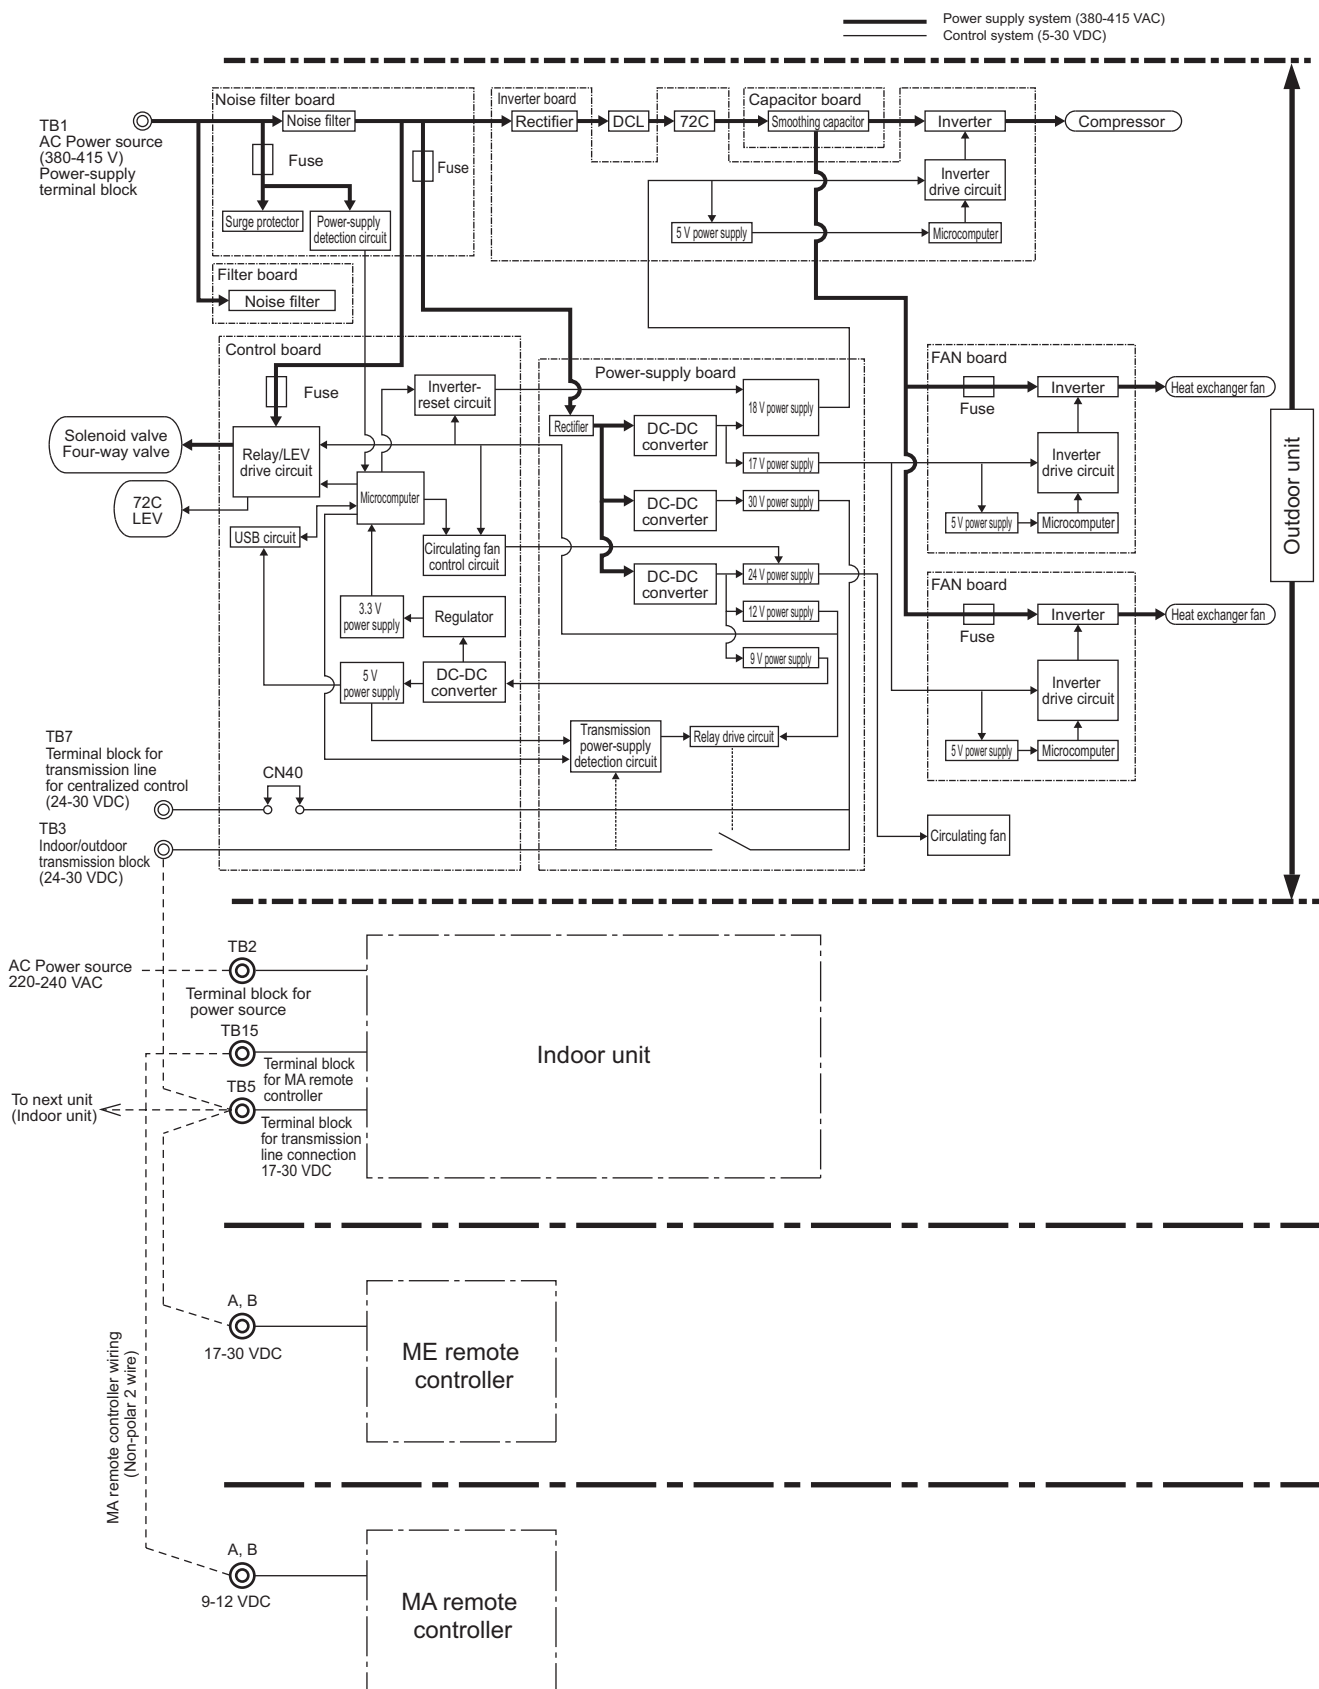 Power supply system (380-415 VAC)
Control system (5-30 VDC)
Noise filter board
Inverter board
Capacitor board
TB1
AC Power source
(380-415 V)
Power-supply
terminal block
Noise filter
Rectifier
DCL
72C
Smoothing capacitor
Inverter
Compressor
Fuse
Fuse
Inverter
drive circuit
Surge protector
Power-supply
detection circuit
5 V power supply
Microcomputer
Filter board
Noise filter
Control board
Fuse
Inverter-
reset circuit
Power-supply board
18 V power supply
FAN board
Fuse
Inverter
Heat exchanger fan
Solenoid valve
Four-way valve
Relay/LEV
drive circuit
Rectifier
DC-DC
converter
17 V power supply
Inverter
drive circuit
72C
LEV
Microcomputer
DC-DC
converter
30 V power supply
5 V power supply
Microcomputer
USB circuit
Circulating fan
control circuit
DC-DC
converter
24 V power supply
Outdoor unit
FAN board
Fuse
Inverter
Heat exchanger fan
3.3 V
power supply
Regulator
12 V power supply
9 V power supply
5 V
power supply
DC-DC
converter
Inverter
drive circuit
5 V power supply
Microcomputer
Transmission
power-supply
detection circuit
Relay drive circuit
TB7
Terminal block for
transmission line
for centralized control
(24-30 VDC)
CN40
TB3
Indoor/outdoor
transmission block
(24-30 VDC)
Circulating fan
TB2
AC Power source
220-240 VAC
Terminal block for
power source
TB15
Terminal block
for MA remote
controller
Indoor unit
TB5
To next unit
(Indoor unit)
Terminal block
for transmission
line connection
17-30 VDC
A, B
17-30 VDC
ME remote
controller
MA remote controller wiring
(Non-polar 2 wire)
A, B
9-12 VDC
MA remote
controller